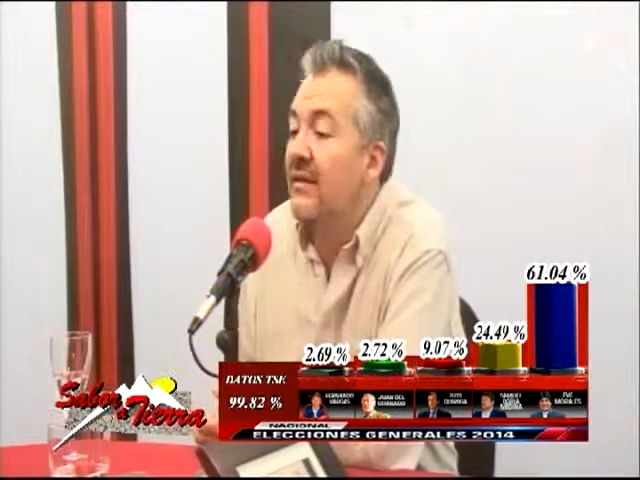 61.04 %
24.49 %
9.07 %
2.72 %
2.69 %
DATOS TSE
99.82 %
FERNANDO VARGAS
JUAN DEL GRANADO
TUTO QUIROGA
SAMUEL DORIA MEDINA
EVO MORALES
NACIONAL
ELECCIONES GENERALES 2014
Sabor a Tierra